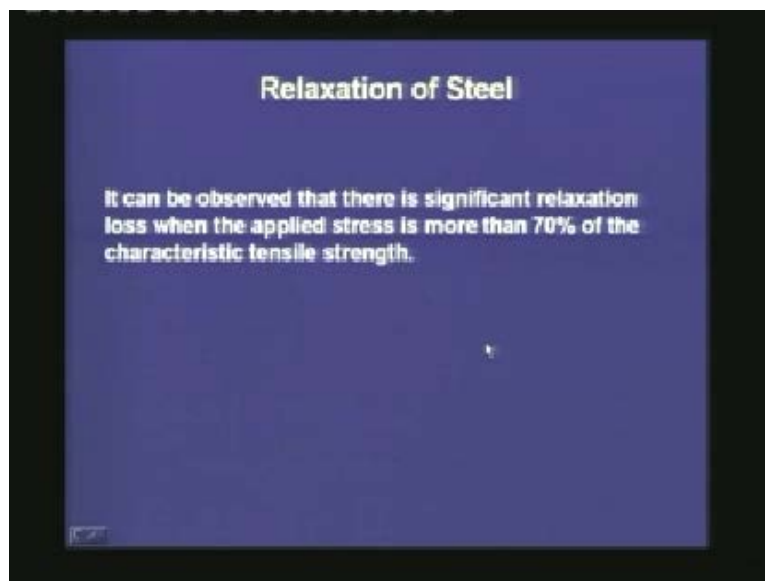 Relaxation of Steel
It can be observed that there is significant relaxation
loss when the applied stress is more than 70% of the
characteristic tensile strength.